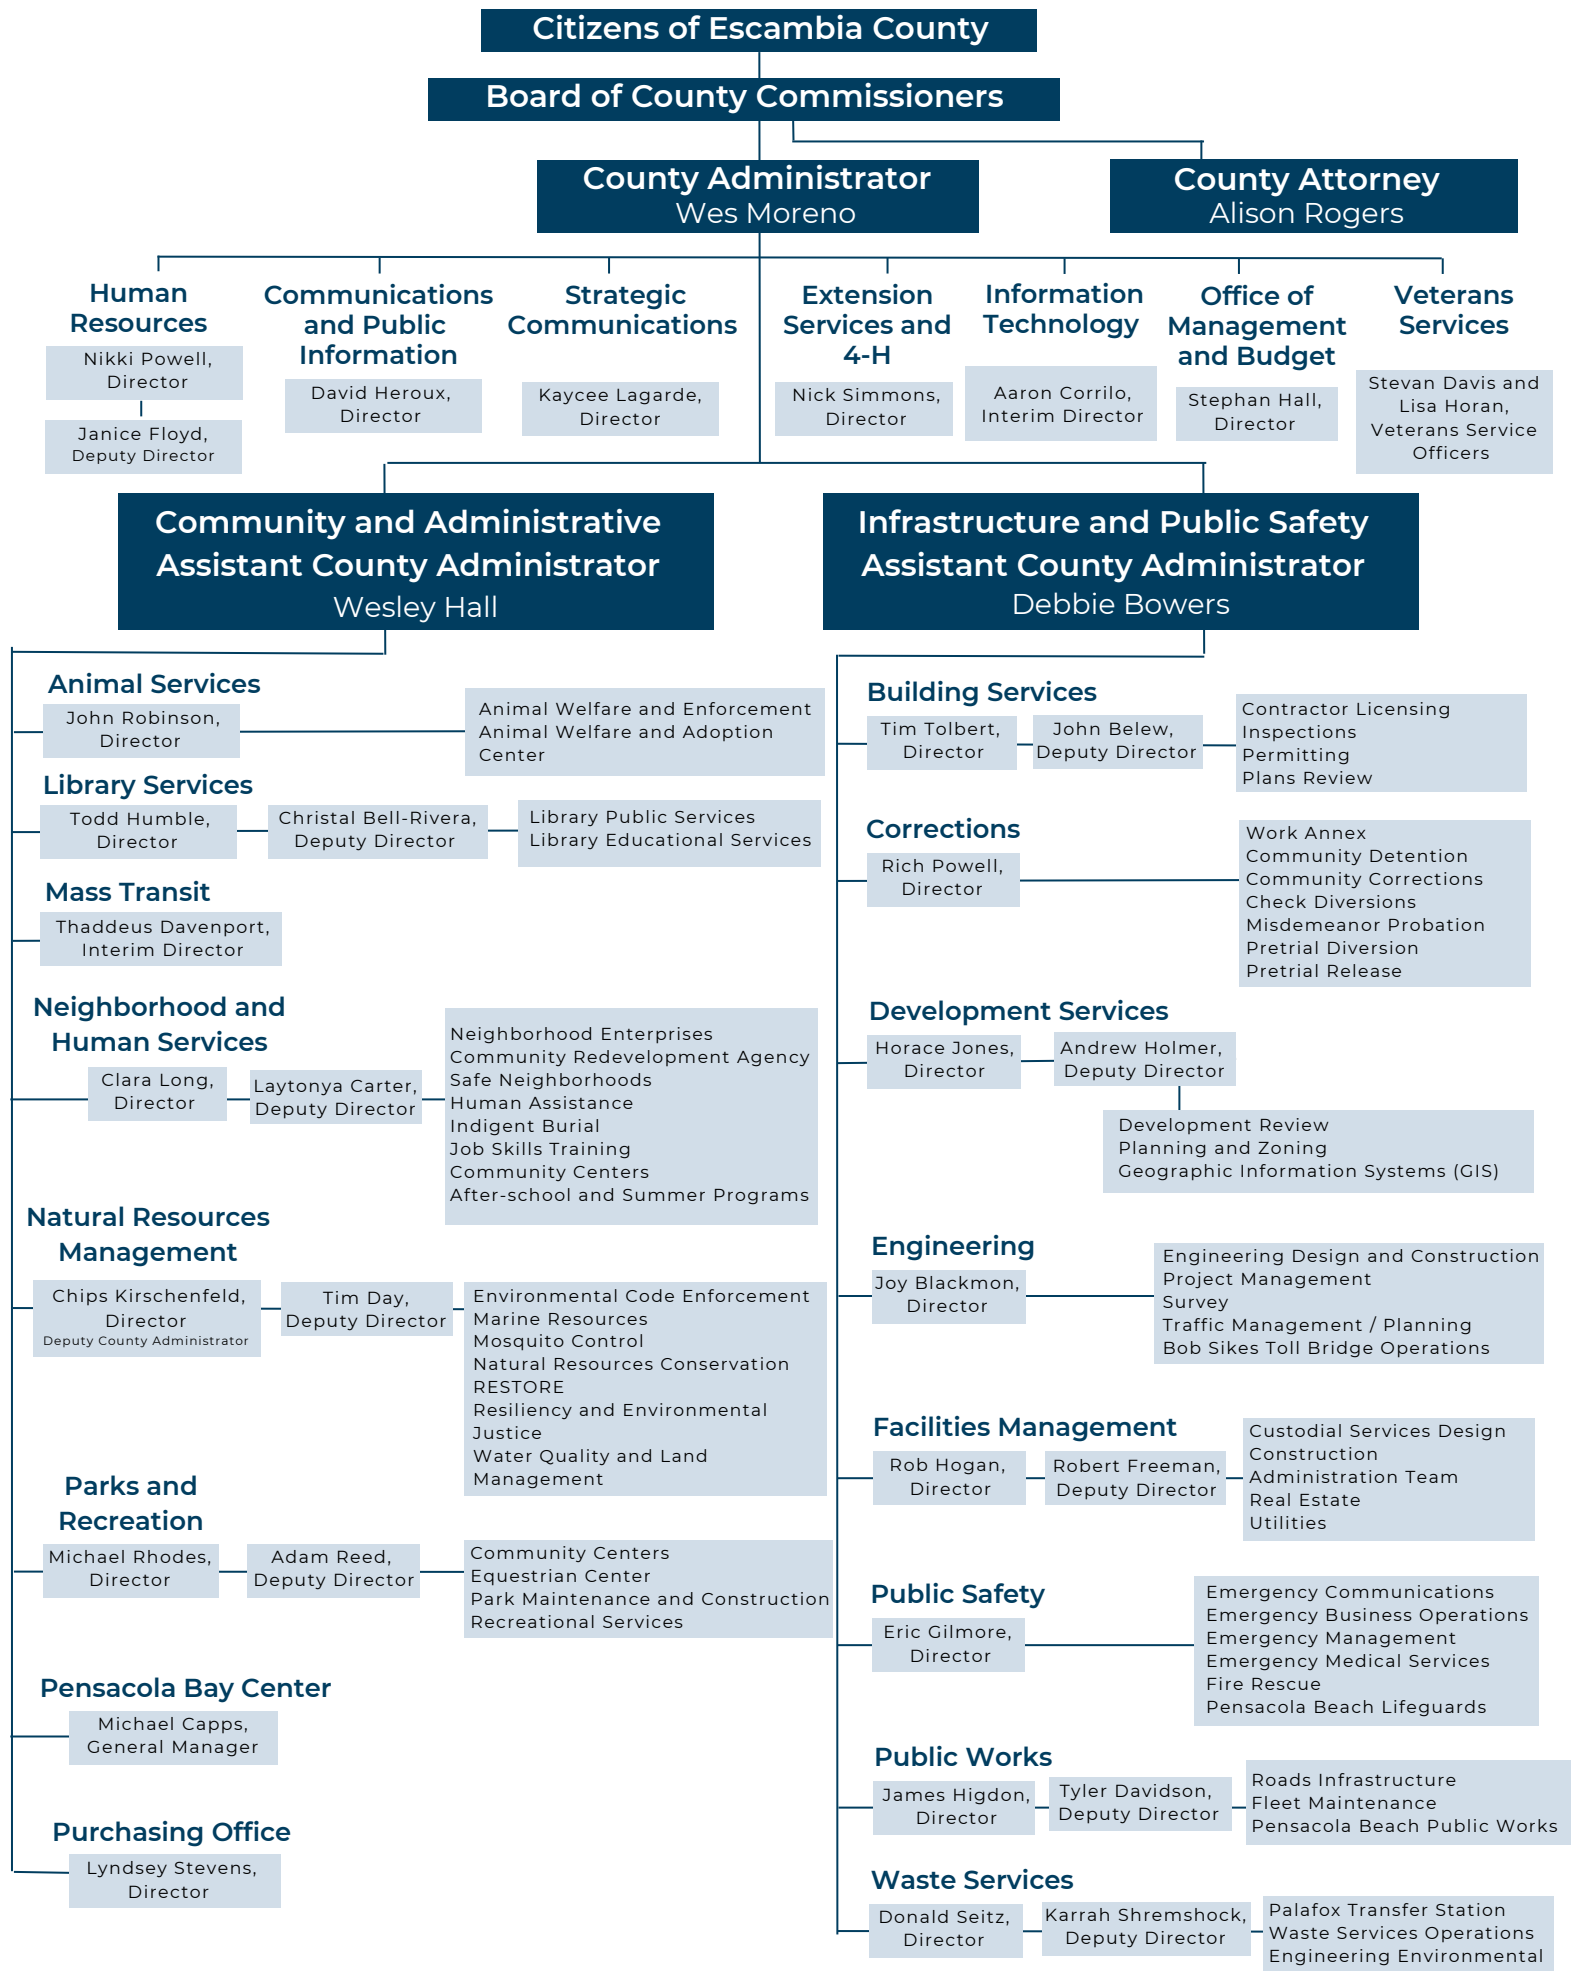 Citizens of Escambia County
Board of County Commissioners
County Administrator
Wes Moreno
County Attorney
Alison Rogers
Human
Resources
Nikki Powell,
Director
Janice Floyd,
Deputy Director
Communications
and Public
Information
David Heroux,
Director
Strategic
Communications
Kaycee Lagarde,
Director
Extension
Services and
4-H
Nick Simmons,
Director
Information
Technology
Aaron Corrilo,
Interim Director
Office of
Management
and Budget
Stephan Hall,
Director
Veterans
Services
Stevan Davis and
Lisa Horan,
Veterans Service
Officers
Community and Administrative
Assistant County Administrator
Wesley Hall
Animal Services
John Robinson,
Director
Animal Welfare and Enforcement
Animal Welfare and Adoption
Center
Library Services
Todd Humble,
Director
Christal Bell-Rivera,
Deputy Director
Library Public Services
Library Educational Services
Mass Transit
Thaddeus Davenport,
Interim Director
Neighborhood and
Human Services
Clara Long,
Director
Laytonya Carter,
Deputy Director
Neighborhood Enterprises
Community Redevelopment Agency
Safe Neighborhoods
Human Assistance
Indigent Burial
Job Skills Training
Community Centers
After-school and Summer Programs
Natural Resources
Management
Chips Kirschenfeld,
Director
Deputy County Administrator
Tim Day,
Deputy Director
Environmental Code Enforcement
Marine Resources
Mosquito Control
Natural Resources Conservation
RESTORE
Resiliency and Environmental
Justice
Water Quality and Land
Management
Parks and
Recreation
Michael Rhodes,
Director
Adam Reed,
Deputy Director
Community Centers
Equestrian Center
Park Maintenance and Construction
Recreational Services
Pensacola Bay Center
Michael Capps,
General Manager
Purchasing Office
Lyndsey Stevens,
Director
Infrastructure and Public Safety
Assistant County Administrator
Debbie Bowers
Building Services
Tim Tolbert,
Director
John Belew,
Deputy Director
Contractor Licensing
Inspections
Permitting
Plans Review
Corrections
Rich Powell,
Director
Work Annex
Community Detention
Community Corrections
Check Diversions
Misdemeanor Probation
Pretrial Diversion
Pretrial Release
Development Services
Horace Jones,
Director
Andrew Holmer,
Deputy Director
Development Review
Planning and Zoning
Geographic Information Systems (GIS)
Engineering
Joy Blackmon,
Director
Engineering Design and Construction
Project Management
Survey
Traffic Management / Planning
Bob Sikes Toll Bridge Operations
Facilities Management
Rob Hogan,
Director
Robert Freeman,
Deputy Director
Custodial Services Design
Construction
Administration Team
Real Estate
Utilities
Public Safety
Eric Gilmore,
Director
Emergency Communications
Emergency Business Operations
Emergency Management
Emergency Medical Services
Fire Rescue
Pensacola Beach Lifeguards
Public Works
James Higdon,
Director
Tyler Davidson,
Deputy Director
Roads Infrastructure
Fleet Maintenance
Pensacola Beach Public Works
Waste Services
Donald Seitz,
Director
Karrah Shremshock,
Deputy Director
Palafox Transfer Station
Waste Services Operations
Engineering Environmental